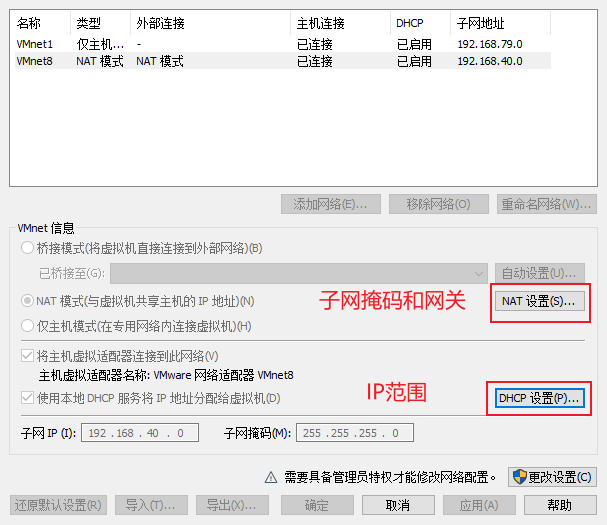 名称 类型 外部连接 主机连接 DHCP 子网地址
VMnet1 仅主机... - 已连接 已启用 192.168.79.0
VMnet8 NAT 模式 NAT 模式 已连接 已启用 192.168.40.0
添加网络(E)... 移除网络(O) 重命名网络(W)...
VMnet 信息
桥接模式(将虚拟机直接连接到外部网络)(B)
已桥接至(G): 自动设置(U)...
NAT 模式(与虚拟机共享主机的 IP 地址)(N) 子网掩码和网关 NAT 设置(S)...
仅主机模式(在专用网络内连接虚拟机)(H)
将主机虚拟适配器连接到此网络(V)
主机虚拟适配器名称: VMware 网络适配器 VMnet8
使用本地 DHCP 服务将 IP 地址分配给虚拟机(D) IP范围 DHCP 设置(P)...
子网 IP (I): 192 . 168 . 40 . 0 子网掩码(M): 255 . 255 . 255 . 0
需要具备管理员特权才能修改网络配置。 更改设置(C)
还原默认设置(R) 导入(T)... 导出(X)... 确定 取消 应用(A) 帮助